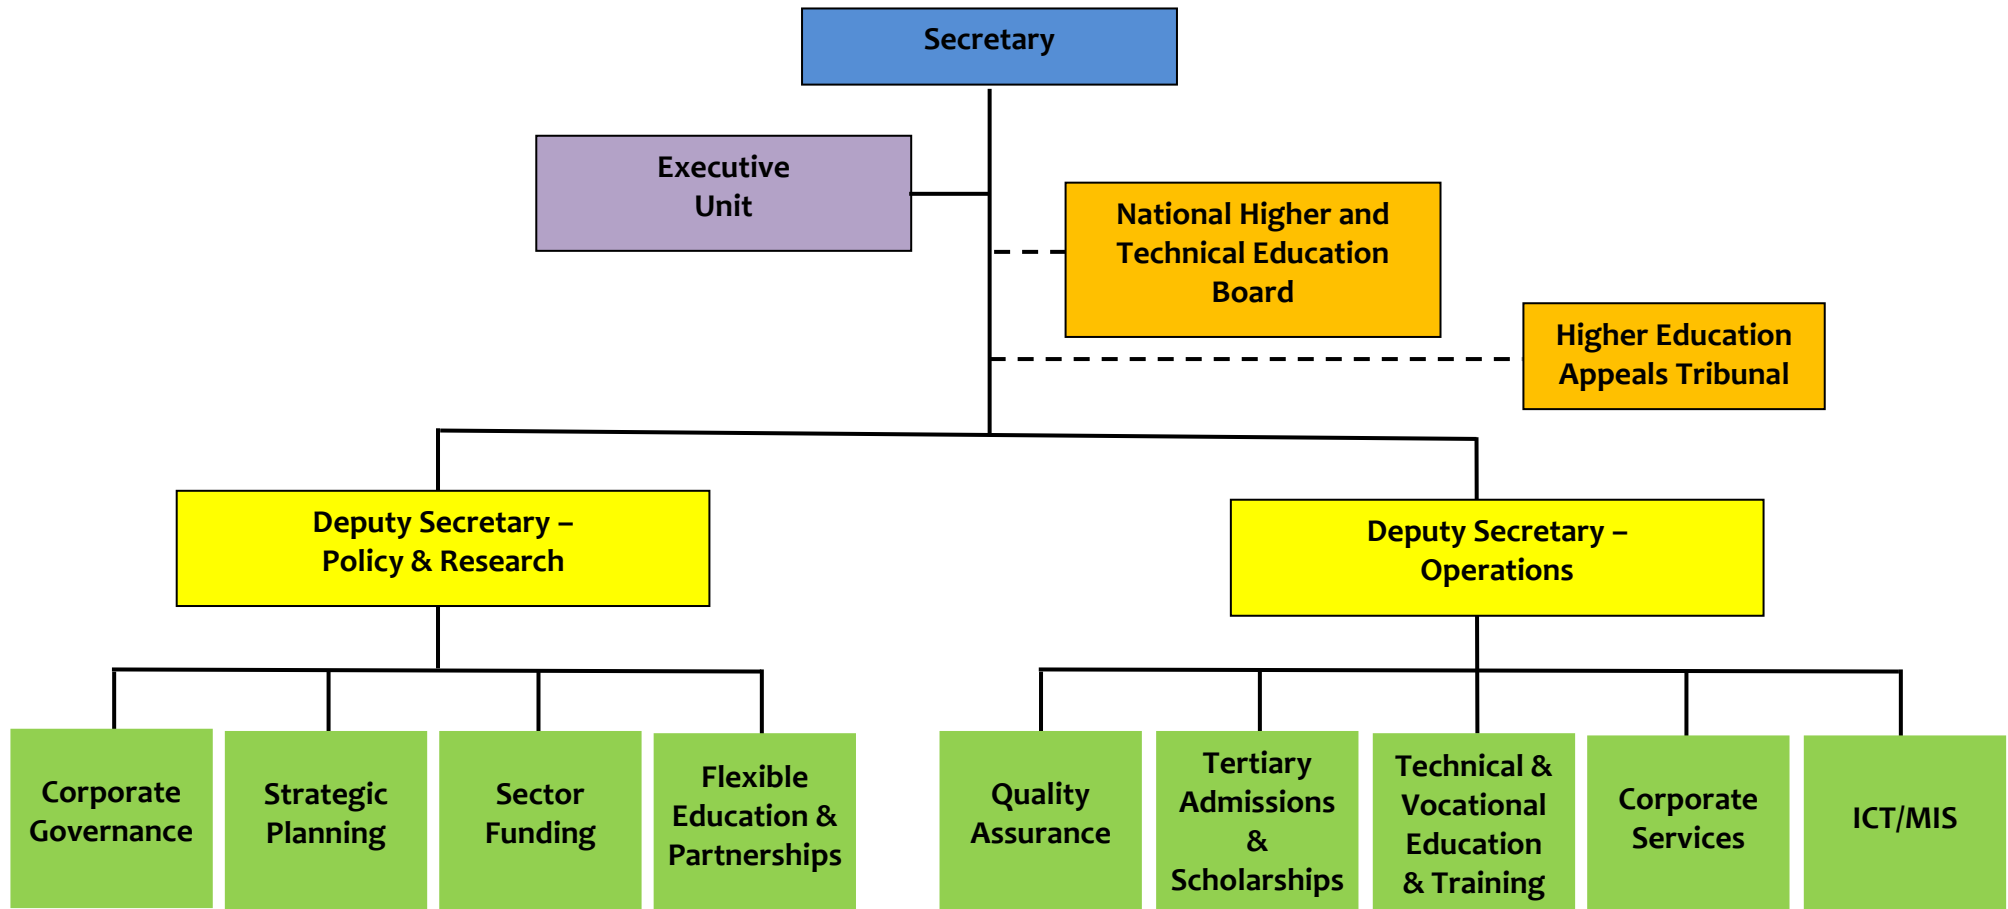 Secretary
Executive
Unit
National Higher and
Technical Education
Board
Higher Education
Appeals Tribunal
Deputy Secretary –
Policy & Research
Deputy Secretary –
Operations
Corporate
Governance
Strategic
Planning
Sector
Funding
Flexible
Education &
Partnerships
Quality
Assurance
Tertiary
Admissions
&
Scholarships
Technical &
Vocational
Education
& Training
Corporate
Services
ICT/MIS